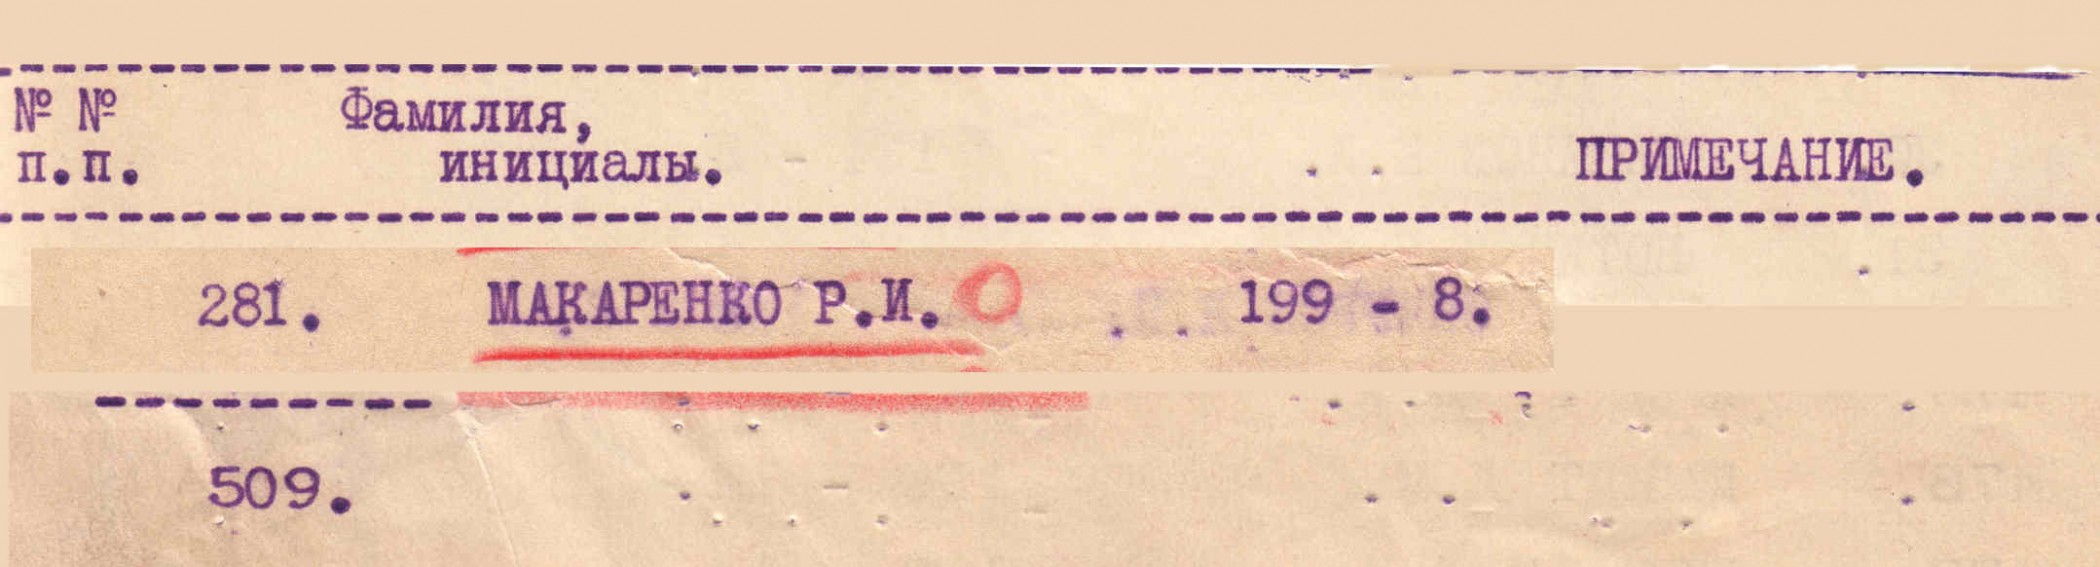 № № Фамилия,
п.п. инициалы. ПРИМЕЧАНИЕ.
281. МАКАРЕНКО Р.И. 199 - 8.
509.